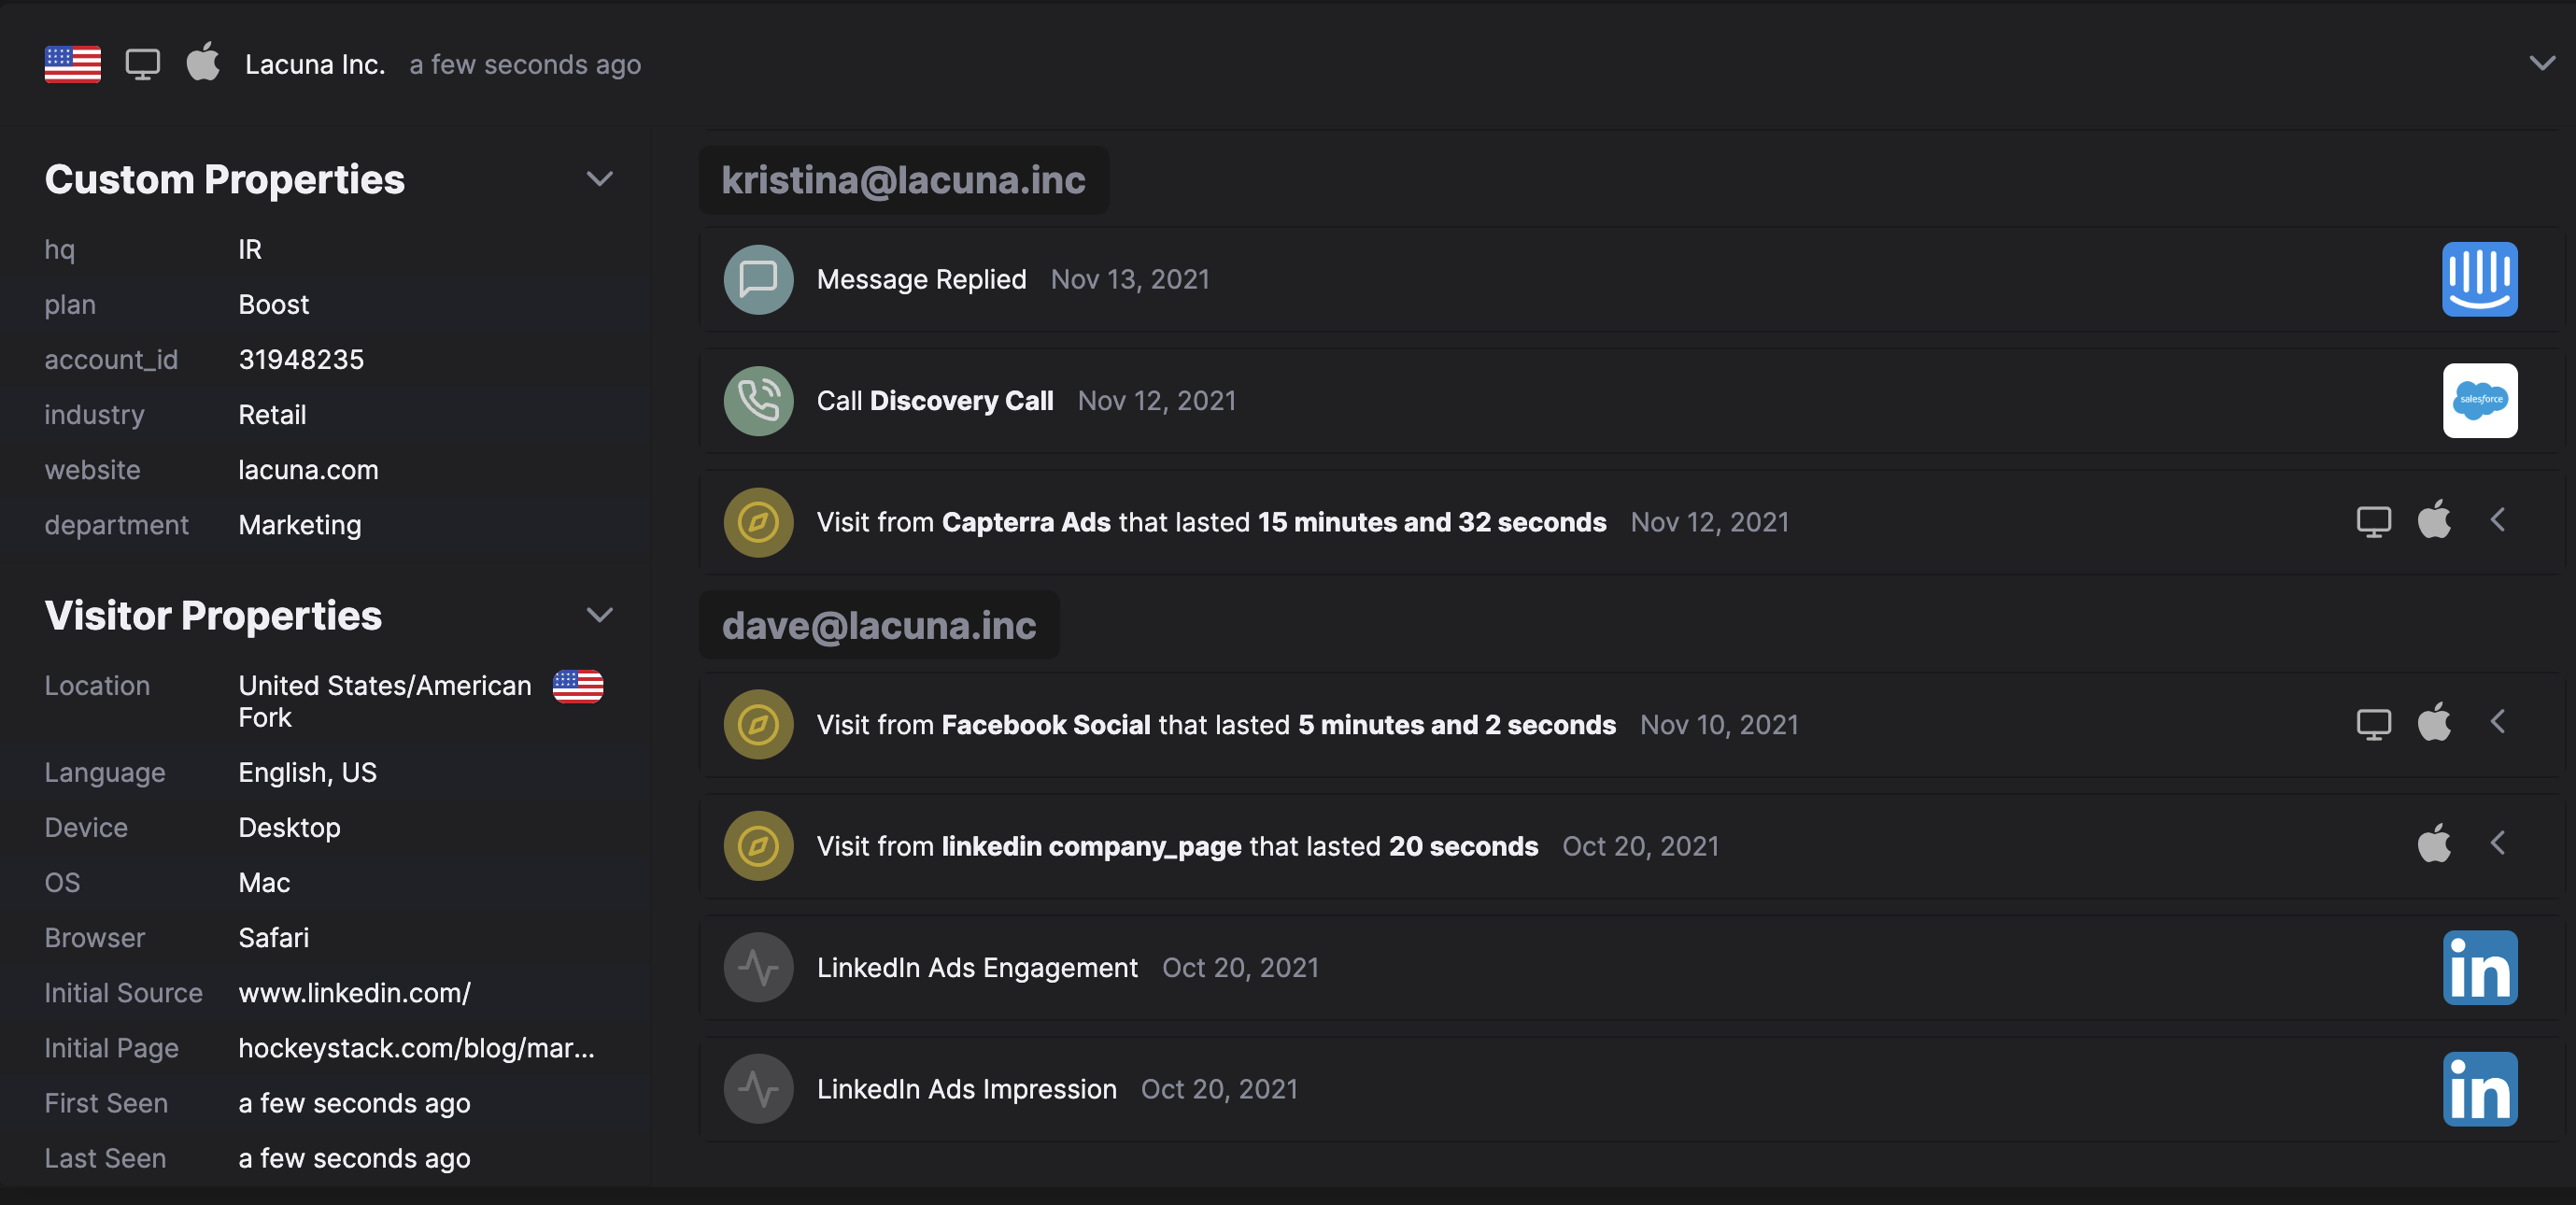 Lacuna Inc. a few seconds ago
Custom Properties
hq IR
plan Boost
account_id 31948235
industry Retail
website lacuna.com
department Marketing
Visitor Properties
Location United States/American
Fork
Language English, US
Device Desktop
OS Mac
Browser Safari
Initial Source www.linkedin.com/
Initial Page hockeystack.com/blog/mar...
First Seen a few seconds ago
Last Seen a few seconds ago
kristina@lacuna.inc
Message Replied Nov 13, 2021
Call Discovery Call Nov 12, 2021
salesforce
Visit from Capterra Ads that lasted 15 minutes and 32 seconds Nov 12, 2021
dave@lacuna.inc
Visit from Facebook Social that lasted 5 minutes and 2 seconds Nov 10, 2021
Visit from linkedin company_page that lasted 20 seconds Oct 20, 2021
LinkedIn Ads Engagement Oct 20, 2021
in
LinkedIn Ads Impression Oct 20, 2021
in